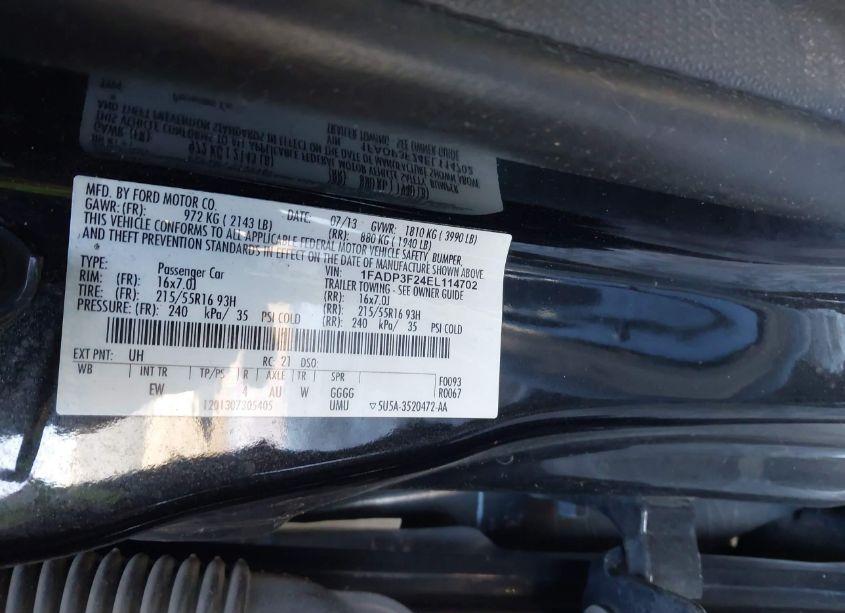 MFD. BY FORD MOTOR CO.
DATE: 07/13 GVWR: 1810 KG ( 3990 LB)
GAWR: (FR): 972 KG ( 2143 LB) (RR): 880 KG ( 1940 LB)
THIS VEHICLE CONFORMS TO ALL APPLICABLE FEDERAL MOTOR VEHICLE SAFETY, BUMPER,
AND THEFT PREVENTION STANDARDS IN EFFECT ON THE DATE OF MANUFACTURE SHOWN ABOVE.
* VIN: 1FADP3F24EL114702
TYPE: Passenger Car TRAILER TOWING - SEE OWNER GUIDE
RIM: (FR): 16x7.0J (RR): 16x7.0J
TIRE: (FR): 215/55R16 93H (RR): 215/55R16 93H
PRESSURE: (FR): 240 kPa/ 35 PSI COLD (RR): 240 kPa/ 35 PSI COLD
EXT PNT: UH RC: 21 DSO: F0093
WB INT TR TP/PS R AXLE TR SPR R0067
EW 4 AU W GGGG
1201307305405 UMU ▽5U5A-3520472-AA